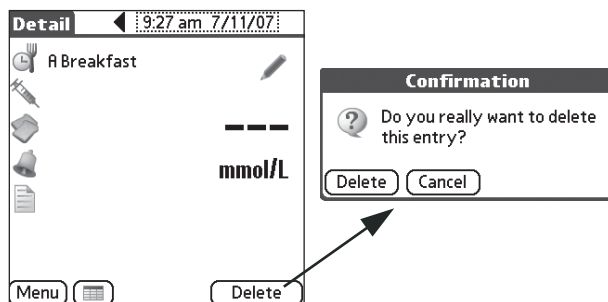 Detail
9:27 am 7/11/07
A Breakfast
---
mmol/L
Menu
Delete
Confirmation
Do you really want to delete
this entry?
Delete
Cancel